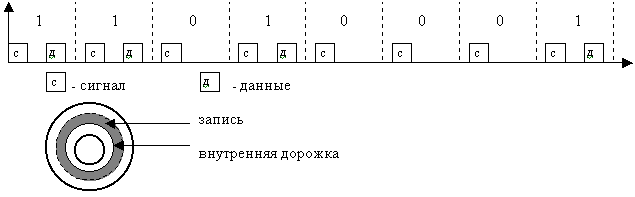 1 1 0 1 0 0 0 1
с д с д с с д с с с с д
с - сигнал д - данные
запись
внутренняя дорожка